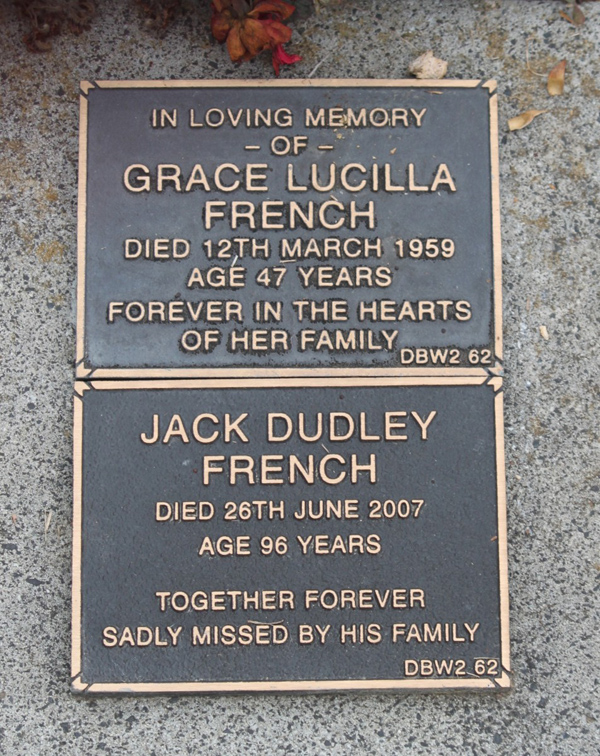 IN LOVING MEMORY
– OF –
GRACE LUCILLA
FRENCH
DIED 12TH MARCH 1959
AGE 47 YEARS
FOREVER IN THE HEARTS
OF HER FAMILY
DBW2 62
JACK DUDLEY
FRENCH
DIED 26TH JUNE 2007
AGE 96 YEARS
TOGETHER FOREVER
SADLY MISSED BY HIS FAMILY
DBW2 62